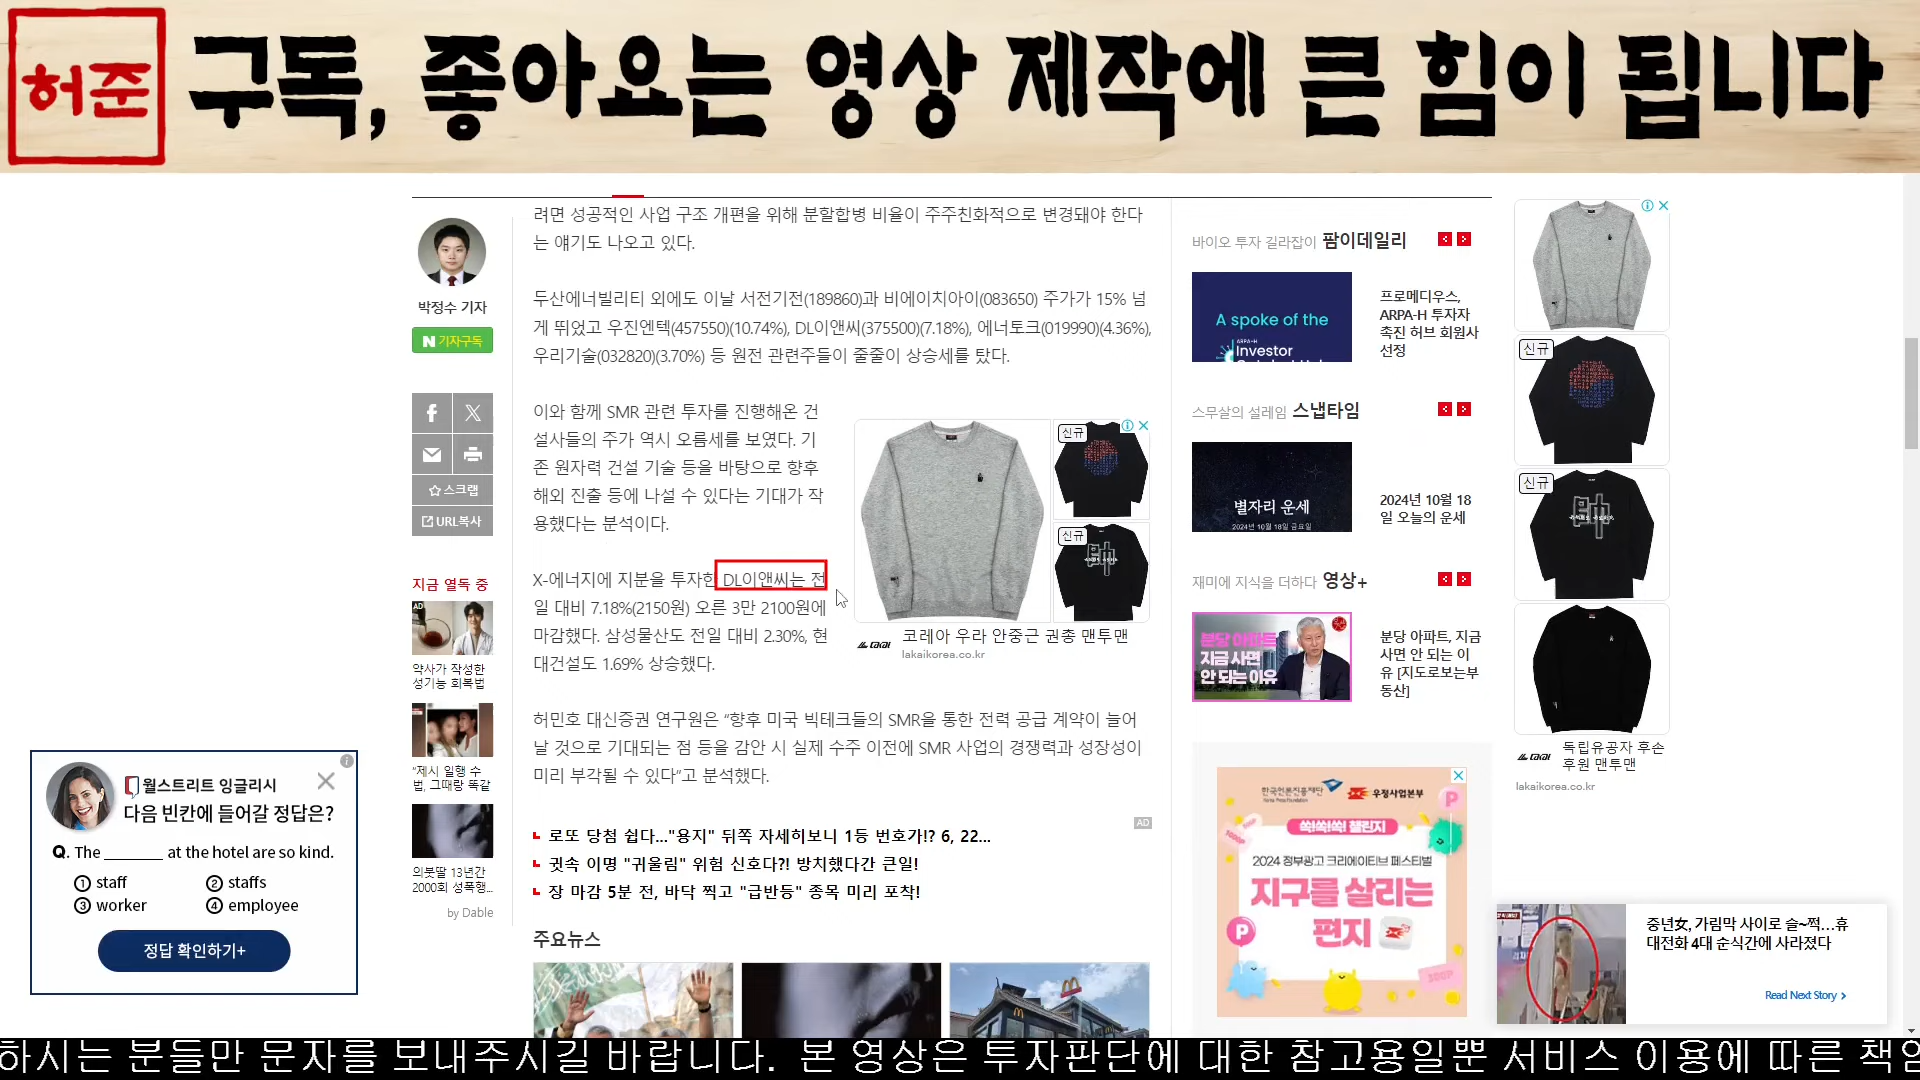 허준
구독, 좋아요는 영상 제작에 큰 힘이 됩니다
박정수 기자
N 기자구독
스크랩
URL복사
지금 열독 중
AD
약사가 작성한
성기능 회복법
"제시 일행 수
법, 그때랑 똑같
의붓딸 13년간
2000회 성폭행...
by Dable
려면 성공적인 사업 구조 개편을 위해 분할합병 비율이 주주친화적으로 변경돼야 한다
는 얘기도 나오고 있다.
두산에너빌리티 외에도 이날 서전기전(189860)과 비에이치아이(083650) 주가가 15% 넘
게 뛰었고 우진엔텍(457550)(10.74%), DL이앤씨(375500)(7.18%), 에너토크(019990)(4.36%),
우리기술(032820)(3.70%) 등 원전 관련주들이 줄줄이 상승세를 탔다.
이와 함께 SMR 관련 투자를 진행해온 건
설사들의 주가 역시 오름세를 보였다. 기
존 원자력 건설 기술 등을 바탕으로 향후
해외 진출 등에 나설 수 있다는 기대가 작
용했다는 분석이다.
X-에너지에 지분을 투자한 DL이앤씨는 전
일 대비 7.18%(2150원) 오른 3만 2100원에
마감했다. 삼성물산도 전일 대비 2.30%, 현
대건설도 1.69% 상승했다.
신규
신규
코레아 우라 안중근 권총 맨투맨
lakaikorea.co.kr
허민호 대신증권 연구원은 “향후 미국 빅테크들의 SMR을 통한 전력 공급 계약이 늘어
날 것으로 기대되는 점 등을 감안 시 실제 수주 이전에 SMR 사업의 경쟁력과 성장성이
미리 부각될 수 있다”고 분석했다.
AD
로또 당첨 쉽다..."용지" 뒤쪽 자세히보니 1등 번호가!? 6, 22...
귓속 이명 "귀울림" 위험 신호다?! 방치했다간 큰일!
장 마감 5분 전, 바닥 찍고 "급반등" 종목 미리 포착!
주요뉴스
바이오 투자 길라잡이 팜이데일리
A spoke of the
ARPA-H
Investor
프로메디우스,
ARPA-H 투자자
촉진 허브 회원사
선정
스무살의 설레임 스냅타임
별자리 운세
2024년 10월 18일 금요일
2024년 10월 18
일 오늘의 운세
재미에 지식을 더하다 영상+
분당 아파트
지금 사면
안 되는 이유
분당 아파트, 지금
사면 안 되는 이
유 [지도로보는부
동산]
한국언론진흥재단
Korea Press Foundation
우정사업본부
쏙!쏙!쏙! 챌린지
2024 정부광고 크리에이티브 페스티벌
지구를 살리는
편지
신규
신규
독립유공자 후손
후원 맨투맨
lakaikorea.co.kr
중년女, 가림막 사이로 슬~쩍…휴
대전화 4대 순식간에 사라졌다
Read Next Story
월스트리트 잉글리시
다음 빈칸에 들어갈 정답은?
Q. The ______ at the hotel are so kind.
① staff ② staffs
③ worker ④ employee
정답 확인하기+
하시는 분들만 문자를 보내주시길 바랍니다. 본 영상은 투자판단에 대한 참고용일뿐 서비스 이용에 따른 책임